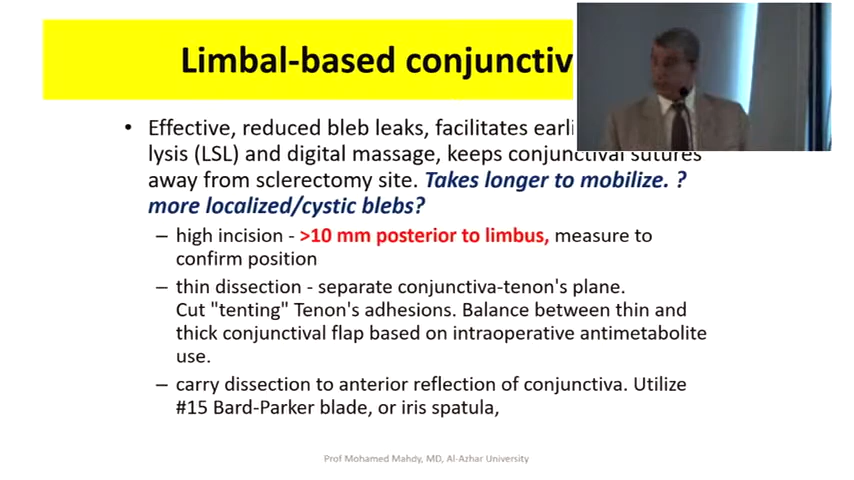 Limbal-based conjunctiv
• Effective, reduced bleb leaks, facilitates earli
lysis (LSL) and digital massage, keeps conjunctival sutures
away from sclerectomy site. Takes longer to mobilize. ?
more localized/cystic blebs?
– high incision - >10 mm posterior to limbus, measure to
confirm position
– thin dissection - separate conjunctiva-tenon's plane.
Cut "tenting" Tenon's adhesions. Balance between thin and
thick conjunctival flap based on intraoperative antimetabolite
use.
– carry dissection to anterior reflection of conjunctiva. Utilize
#15 Bard-Parker blade, or iris spatula,
Prof Mohamed Mahdy, MD, Al-Azhar University